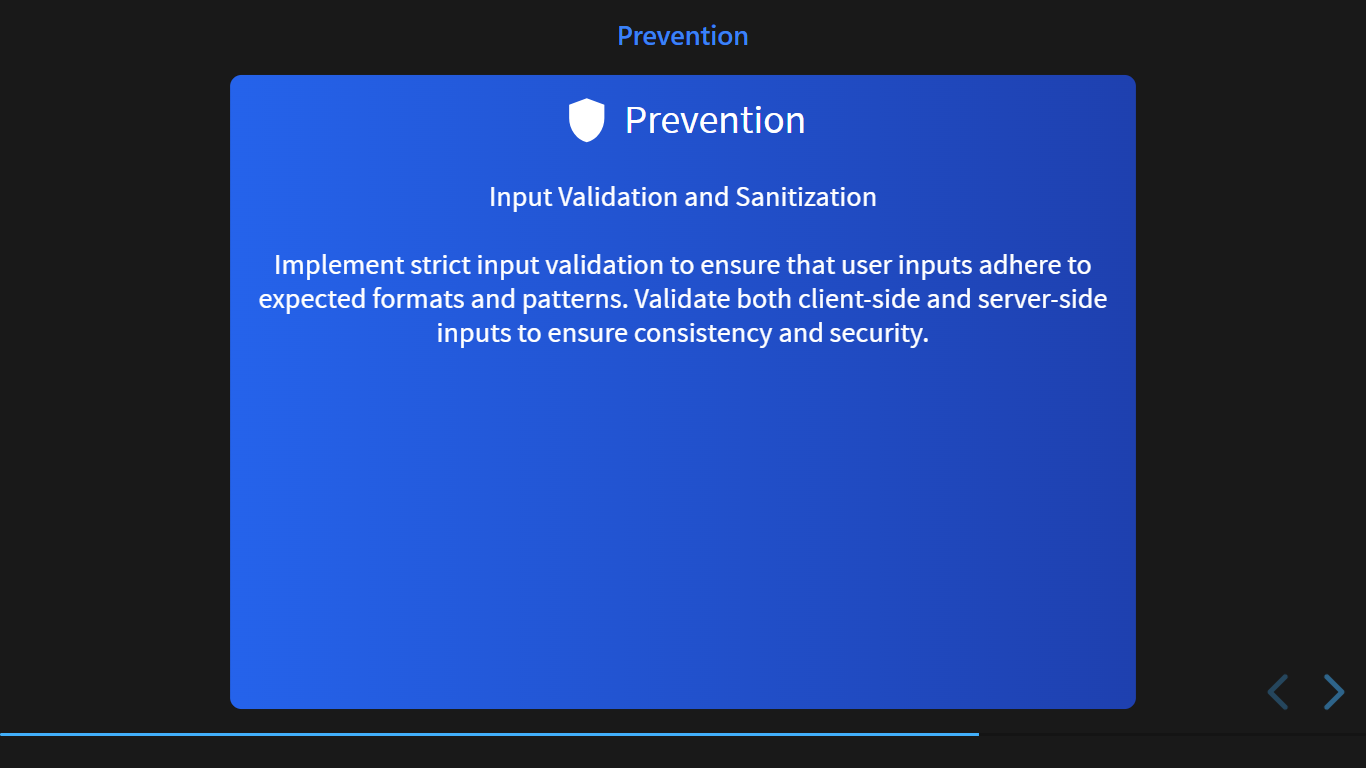 Prevention
Prevention
Input Validation and Sanitization
Implement strict input validation to ensure that user inputs adhere to
expected formats and patterns. Validate both client-side and server-side
inputs to ensure consistency and security.